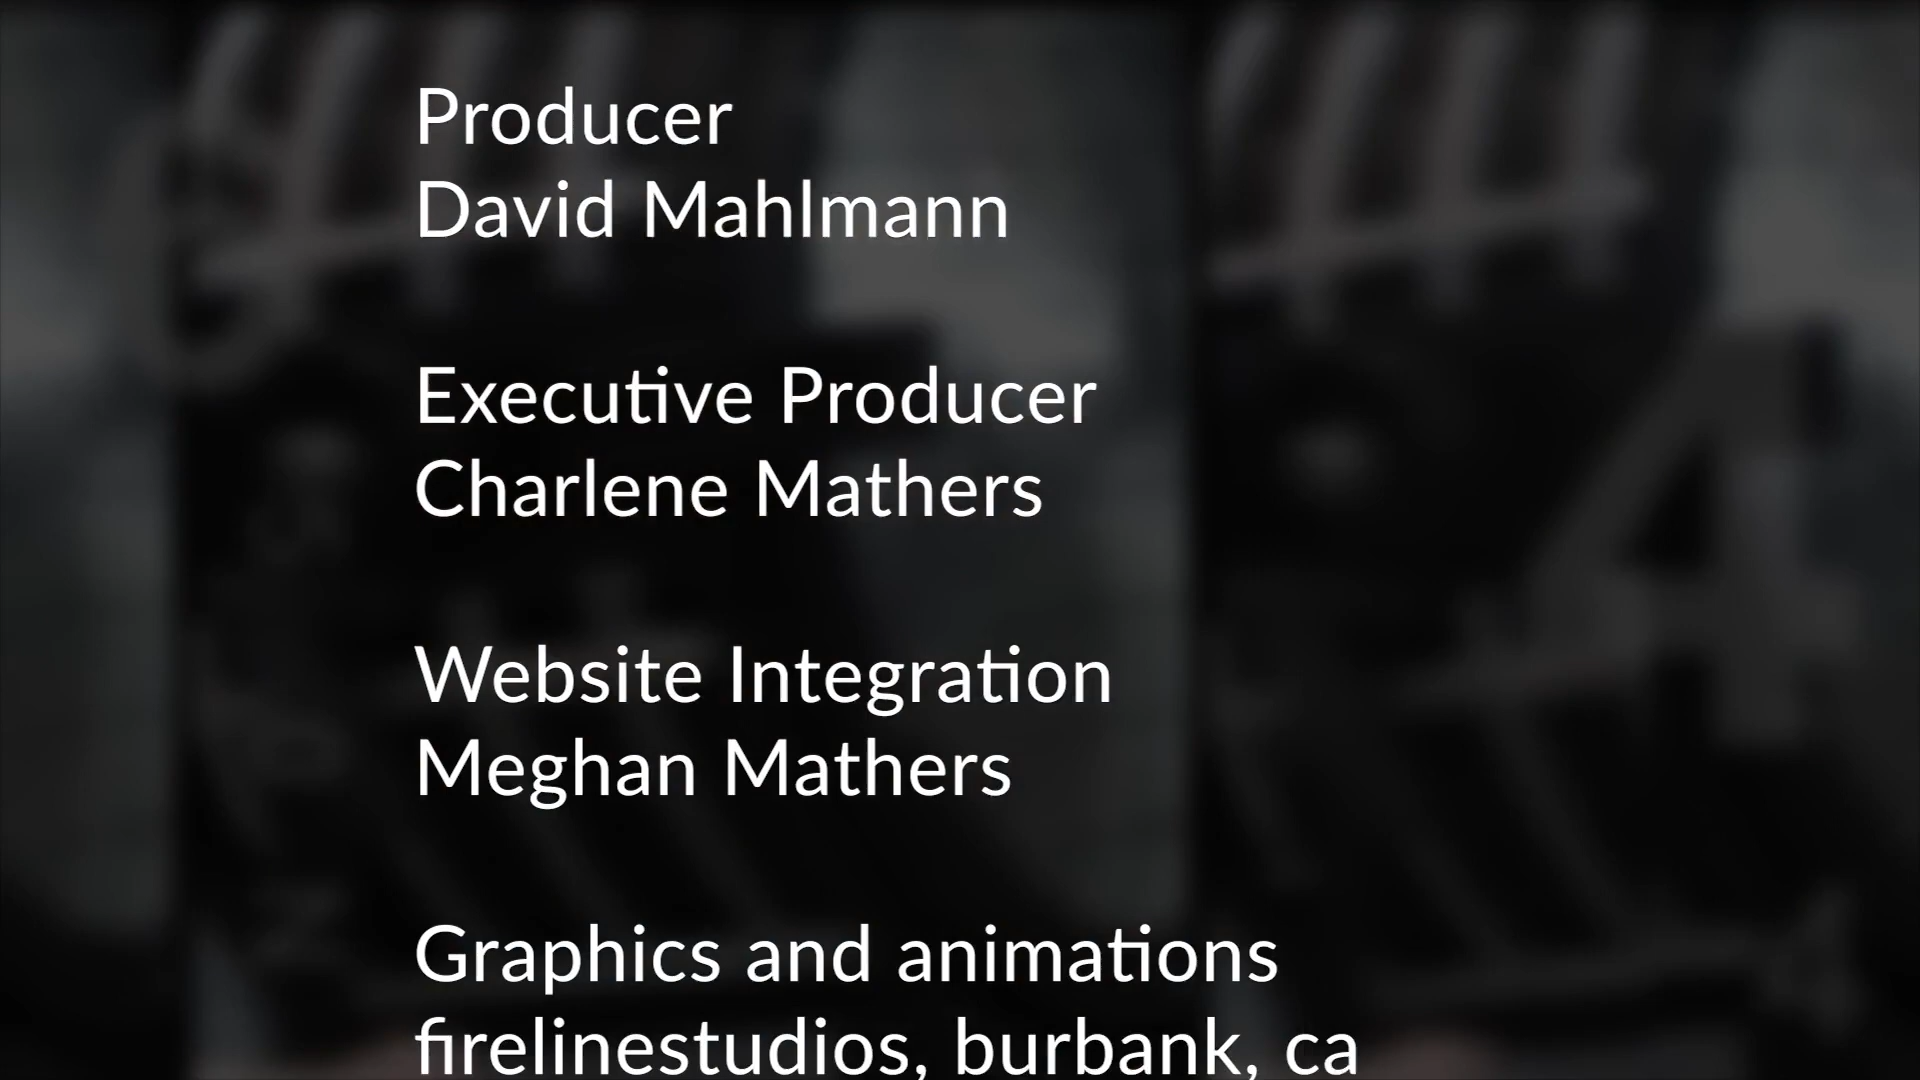 Producer
David Mahlmann
Executive Producer
Charlene Mathers
Website Integration
Meghan Mathers
Graphics and animations
firelinestudios, burbank, ca